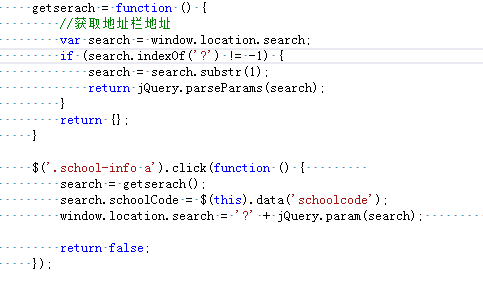 getserach = function () {
//获取地址栏地址
var search = window.location.search;
if (search.indexOf('?') != -1) {
search = search.substr(1);
return jQuery.parseParams(search);
}
return {};
}
$('.school-info a').click(function () {
search = getserach();
search.schoolCode = $(this).data('schoolcode');
window.location.search = '?' + jQuery.param(search);
return false;
});